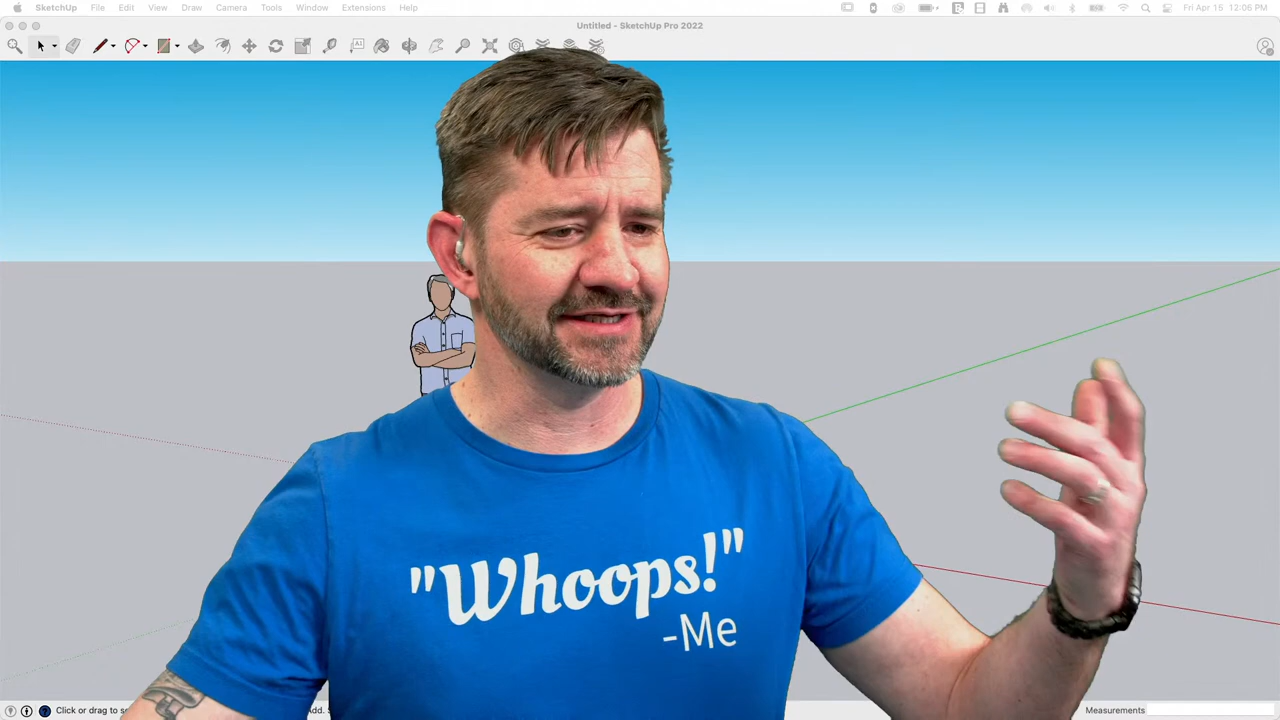 SketchUp File Edit View Draw Camera Tools Window Extensions Help Fri Apr 15 12:06 PM
Untitled - SketchUp Pro 2022
"Whoops!"
-Me
Click or drag to Add. Measurements